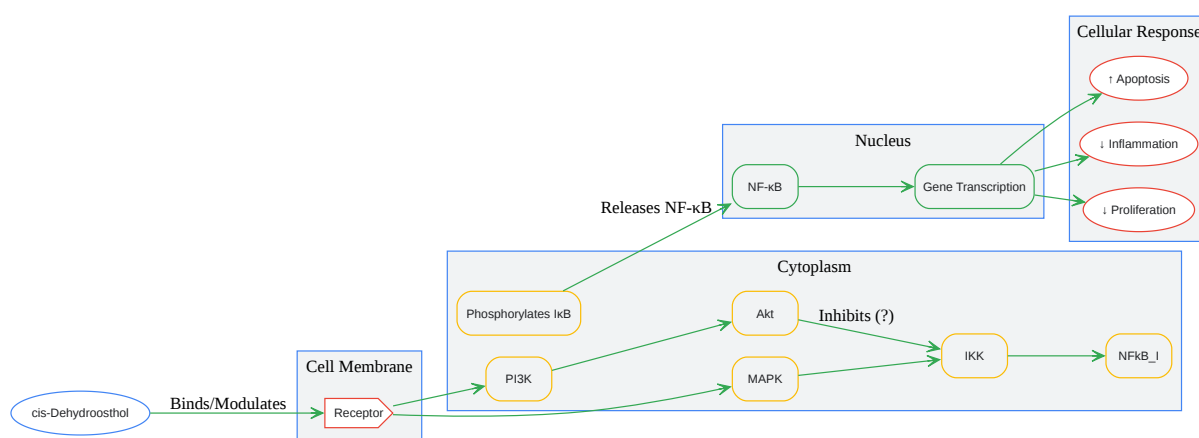 Cellular Response
↑ Apoptosis
↓ Inflammation
↓ Proliferation
Nucleus
NF-κB
Gene Transcription
Releases NF-κB
Cytoplasm
Phosphorylates IκB
Akt
Inhibits (?)
IKK
NFkB_I
PI3K
MAPK
Cell Membrane
Receptor
Binds/Modulates
cis-Dehydroosthol